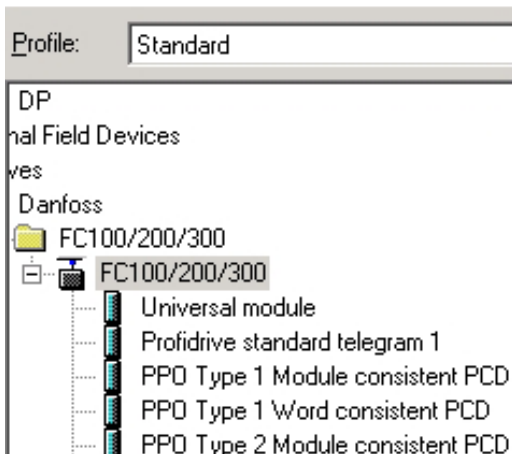 Profile: Standard
DP
nal Field Devices
ves
Danfoss
FC100/200/300
FC100/200/300
Universal module
Profidrive standard telegram 1
PPO Type 1 Module consistent PCD
PPO Type 1 Word consistent PCD
PPO Type 2 Module consistent PCD